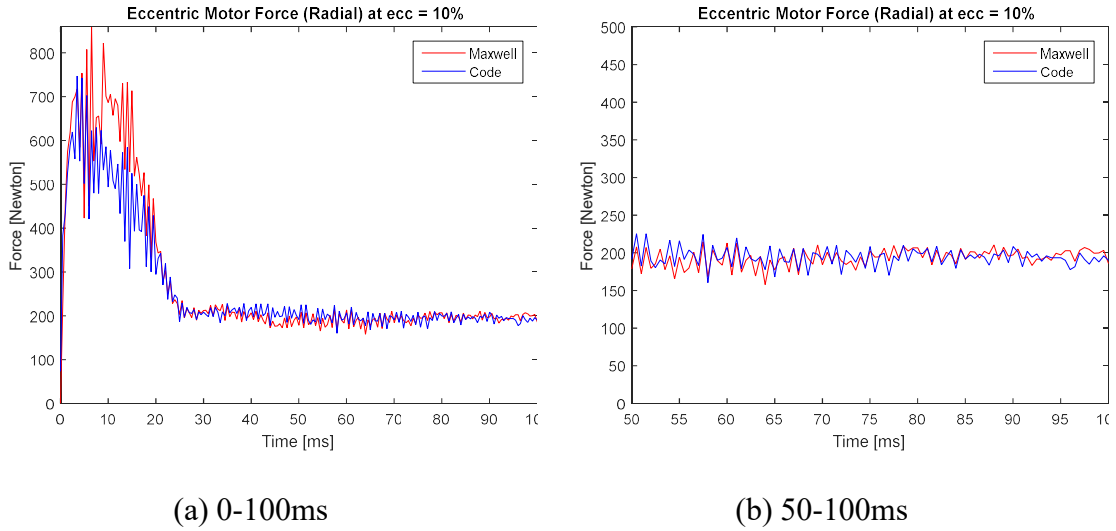 Eccentric Motor Force (Radial) at ecc = 10%
Force [Newton]
800
700
600
500
400
300
200
100
0
Maxwell
Code
0 10 20 30 40 50 60 70 80 90 10
Time [ms]
(a) 0-100ms
Eccentric Motor Force (Radial) at ecc = 10%
Force [Newton]
500
450
400
350
300
250
200
150
100
50
0
Maxwell
Code
50 55 60 65 70 75 80 85 90 95 10
Time [ms]
(b) 50-100ms